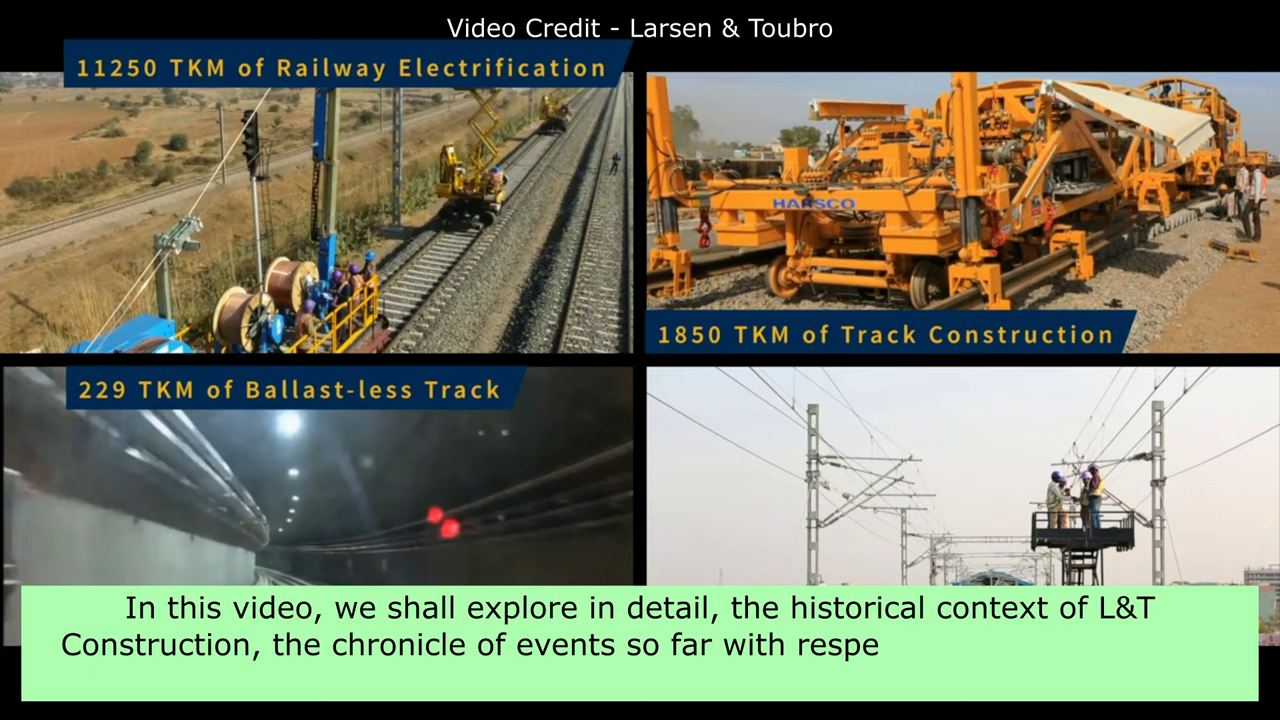 Video Credit - Larsen & Toubro
11250 TKM of Railway Electrification
HARSCO
1850 TKM of Track Construction
229 TKM of Ballast-less Track
In this video, we shall explore in detail, the historical context of L&T
Construction, the chronicle of events so far with respe